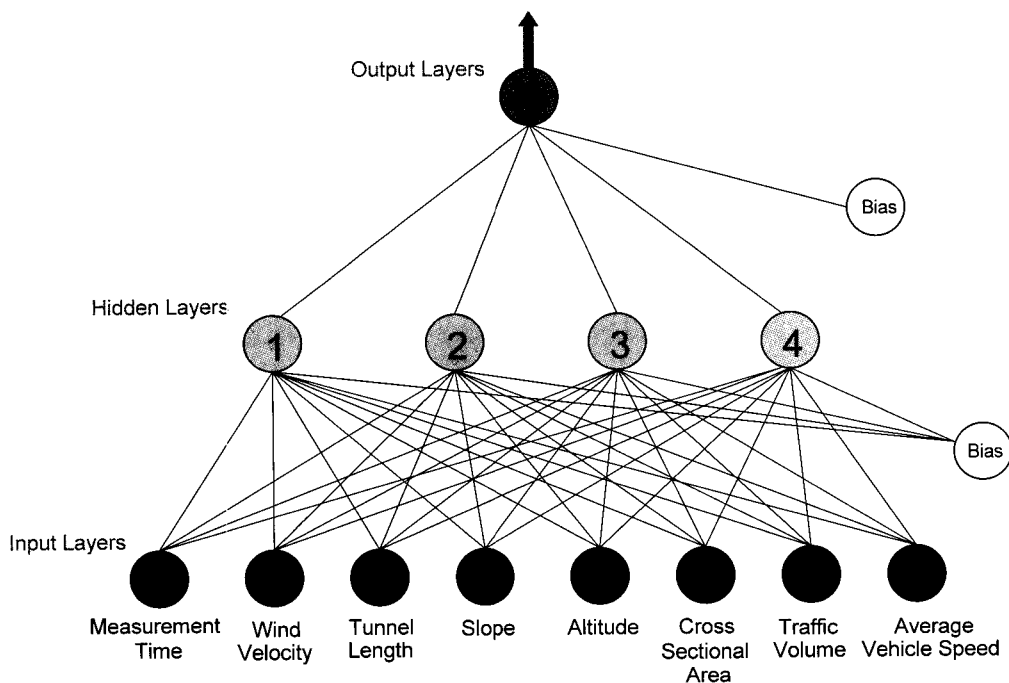 Output Layers
Bias
Hidden Layers
1 2 3 4
Bias
Input Layers
Measurement Time
Wind Velocity
Tunnel Length
Slope
Altitude
Cross Sectional Area
Traffic Volume
Average Vehicle Speed